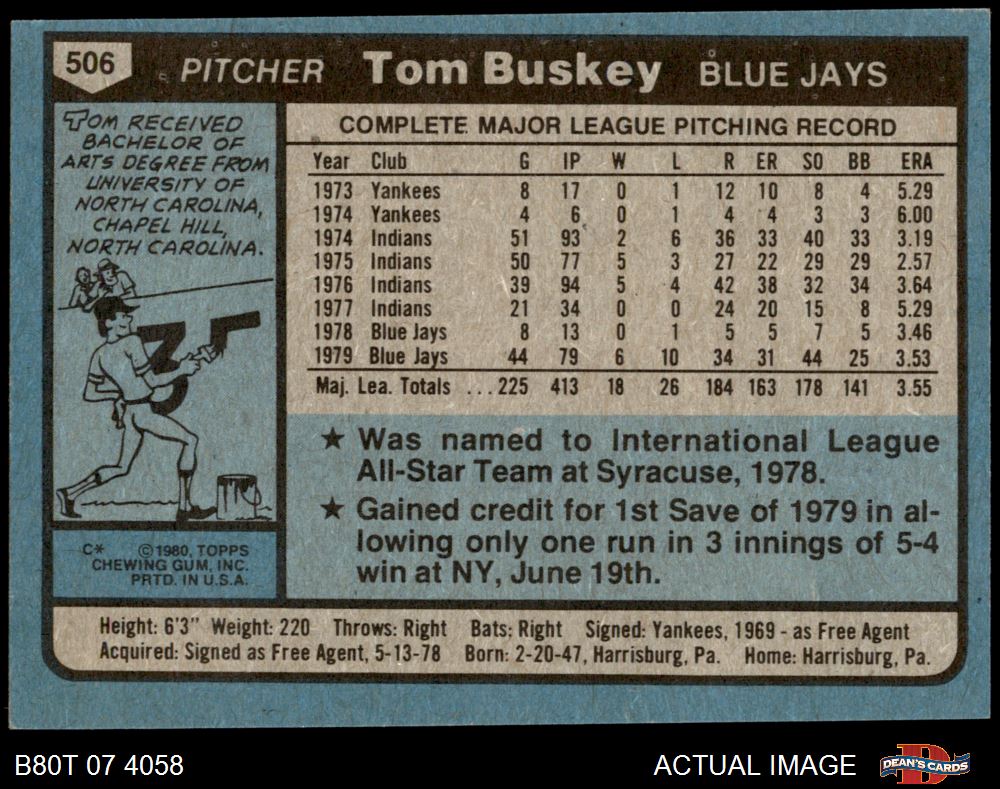 506 PITCHER Tom Buskey BLUE JAYS
TOM RECEIVED
BACHELOR OF
ARTS DEGREE FROM
UNIVERSITY OF
NORTH CAROLINA,
CHAPEL HILL,
NORTH CAROLINA.
37
C* ©1980, TOPPS
CHEWING GUM, INC.
PRTD. IN U.S.A.
COMPLETE MAJOR LEAGUE PITCHING RECORD
Year Club G IP W L R ER SO BB ERA
1973 Yankees 8 17 0 1 12 10 8 4 5.29
1974 Yankees 4 6 0 1 4 4 3 3 6.00
1974 Indians 51 93 2 6 36 33 40 33 3.19
1975 Indians 50 77 5 3 27 22 29 29 2.57
1976 Indians 39 94 5 4 42 38 32 34 3.64
1977 Indians 21 34 0 0 24 20 15 8 5.29
1978 Blue Jays 8 13 0 1 5 5 7 5 3.46
1979 Blue Jays 44 79 6 10 34 31 44 25 3.53
Maj. Lea. Totals ...225 413 18 26 184 163 178 141 3.55
★ Was named to International League
All-Star Team at Syracuse, 1978.
★ Gained credit for 1st Save of 1979 in al-
lowing only one run in 3 innings of 5-4
win at NY, June 19th.
Height: 6'3" Weight: 220 Throws: Right Bats: Right Signed: Yankees, 1969 - as Free Agent
Acquired: Signed as Free Agent, 5-13-78 Born: 2-20-47, Harrisburg, Pa. Home: Harrisburg, Pa.
B80T 07 4058 ACTUAL IMAGE DEAN'S CARDS